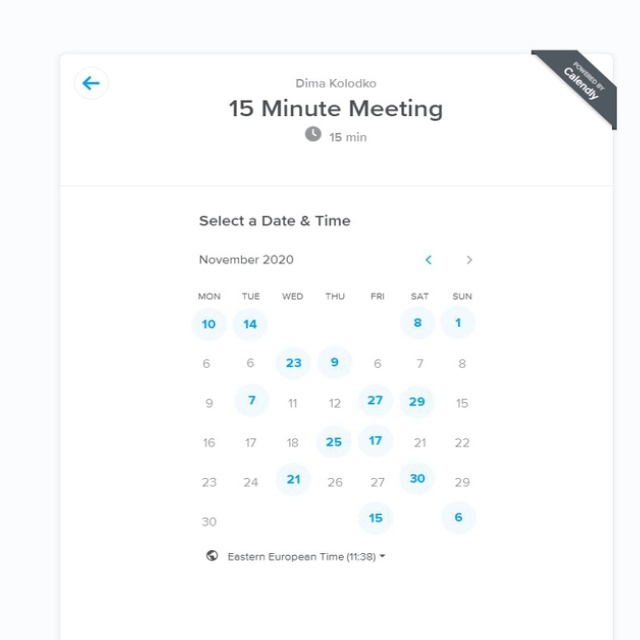 Dima Kolodko
POWERED BY
Calendly
15 Minute Meeting
15 min
Select a Date & Time
November 2020
MON TUE WED THU FRI SAT SUN
10 14 8 1
6 6 23 9 6 7 8
9 7 11 12 27 29 15
16 17 18 25 17 21 22
23 24 21 26 27 30 29
30 15 6
Eastern European Time (11:38)